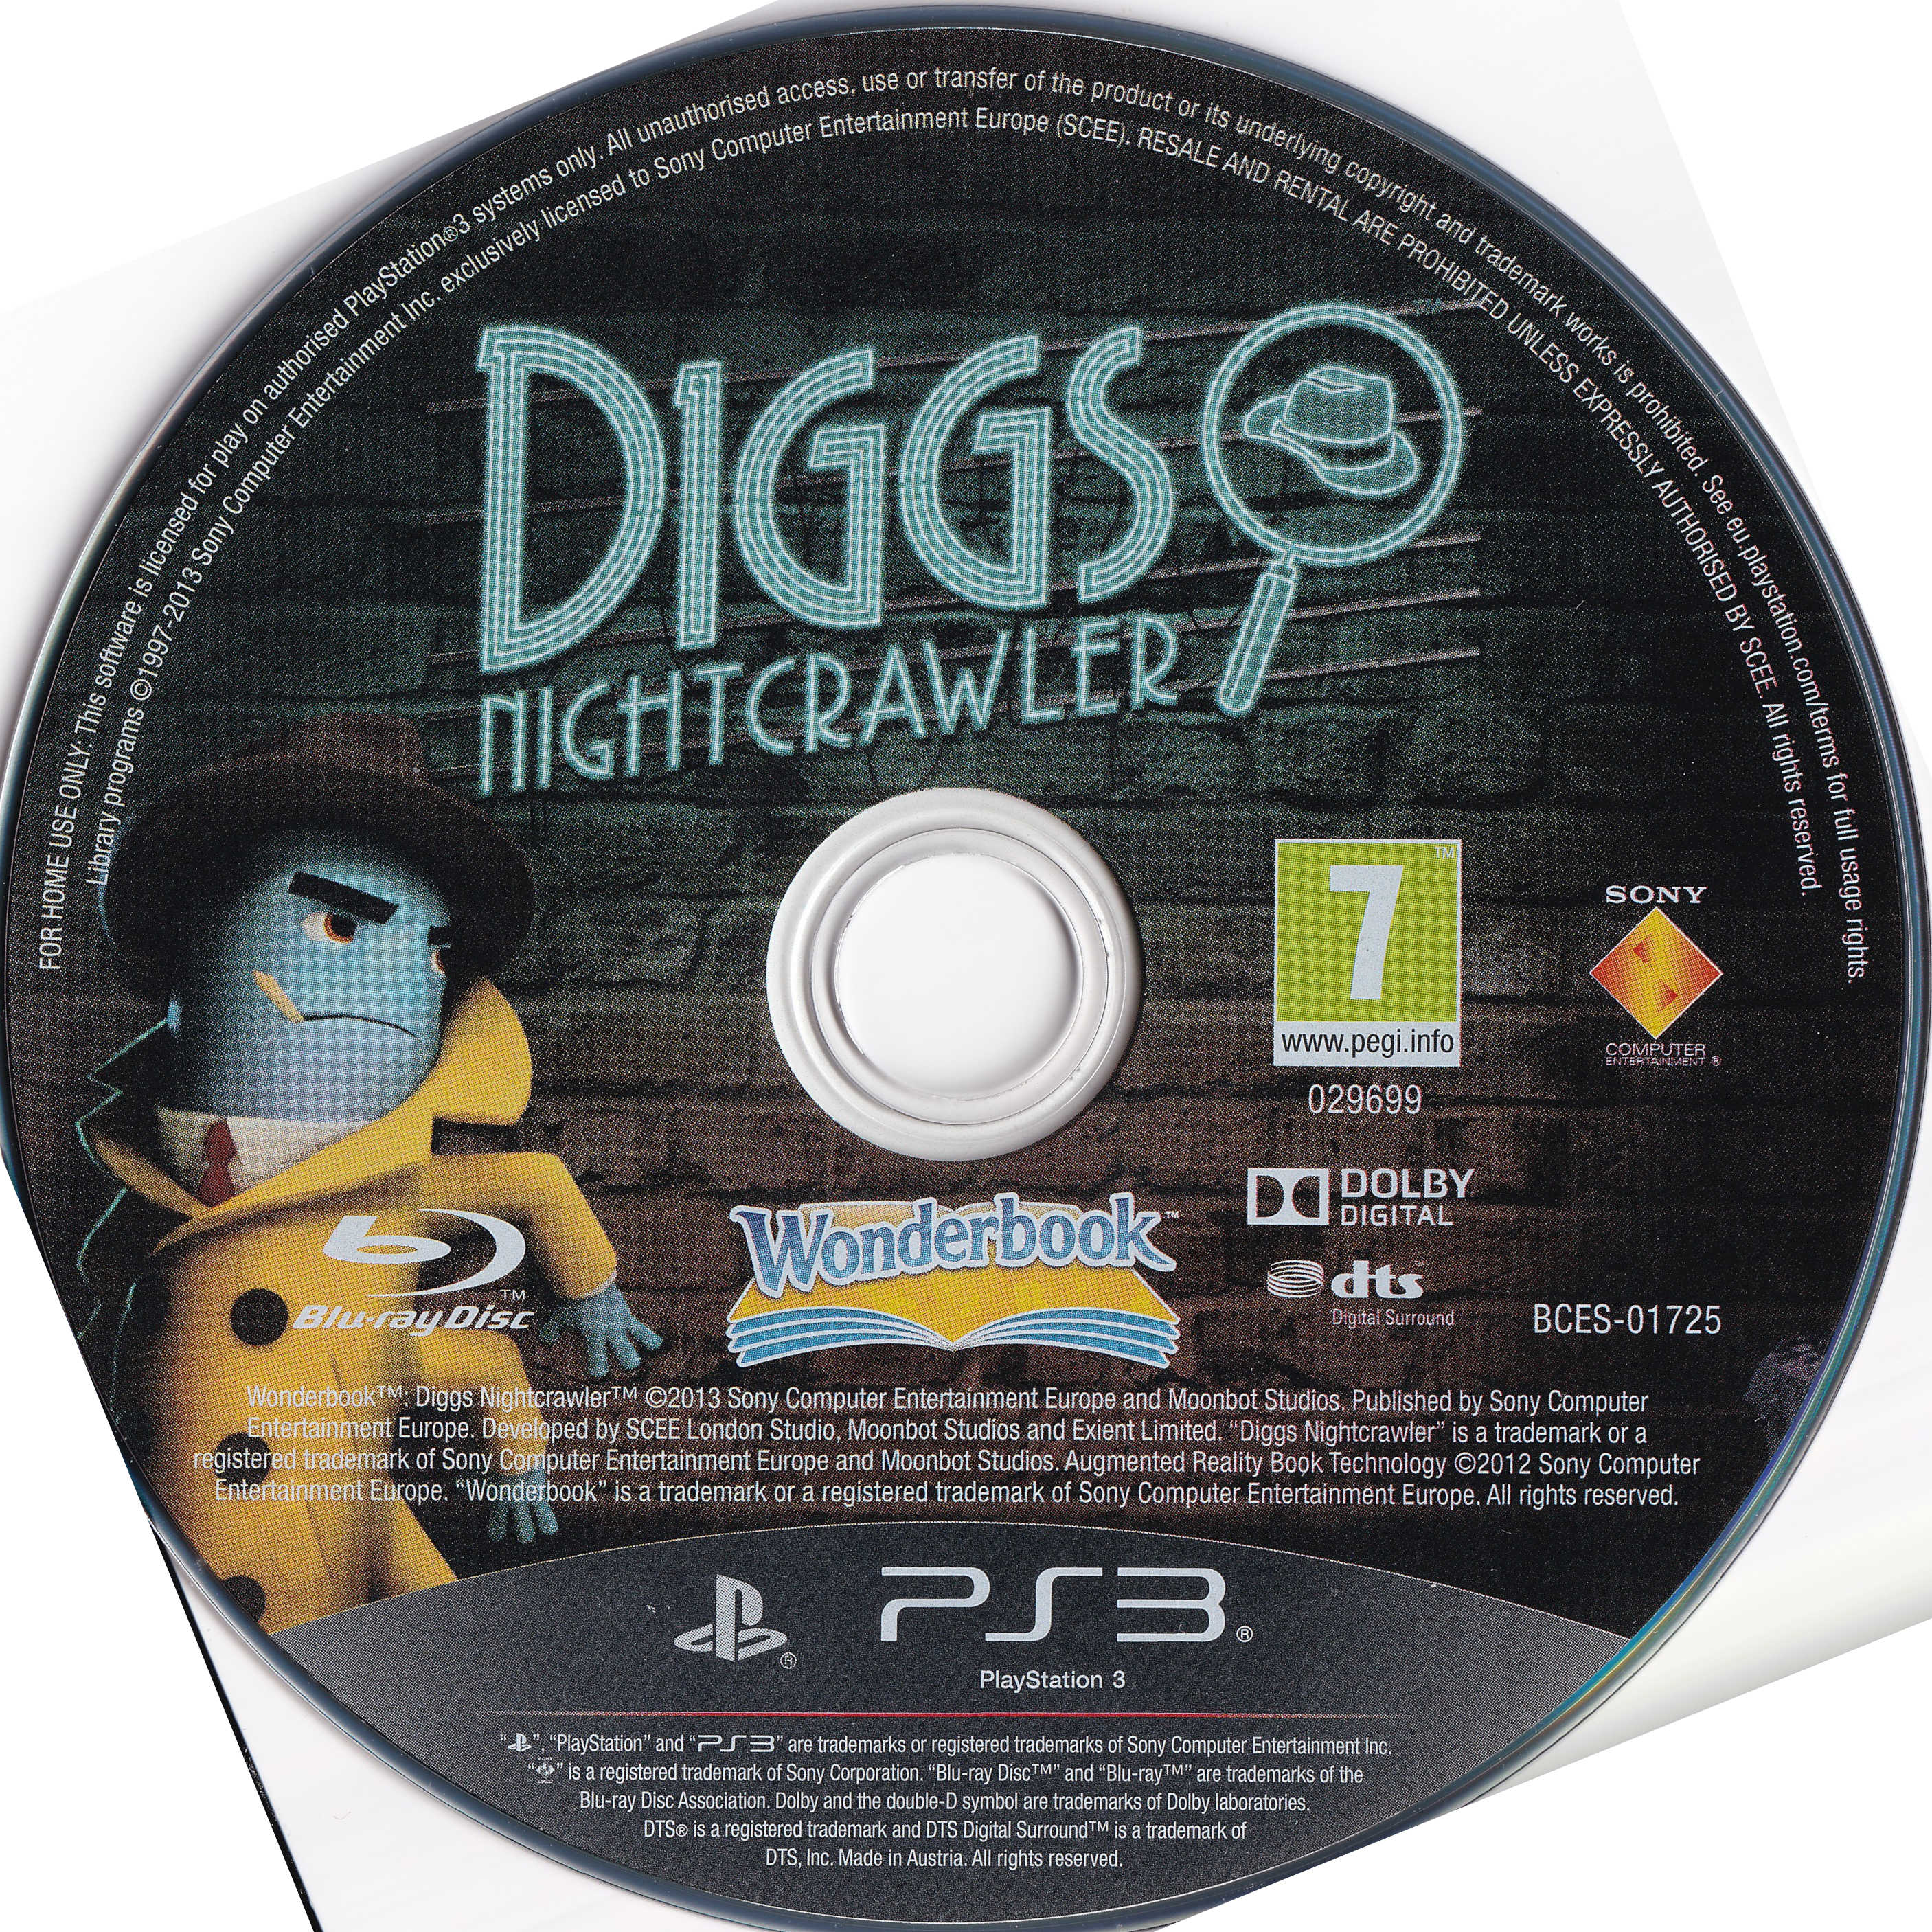 FOR HOME USE ONLY. This software is licensed for play on authorised PlayStation®3 systems only. All unauthorised access, use or transfer of the product or its underlying copyright and trademark works is prohibited. See eu.playstation.com/terms for full usage rights.
Library programs ©1997-2013 Sony Computer Entertainment Inc. exclusively licensed to Sony Computer Entertainment Europe (SCEE). RESALE AND RENTAL ARE PROHIBITED UNLESS EXPRESSLY AUTHORISED BY SCEE. All rights reserved.
DIGGS™
NIGHTCRAWLER
7™
www.pegi.info
029699
SONY
COMPUTER
ENTERTAINMENT ®
DOLBY
DIGITAL
dts™
Digital Surround
BCES-01725
Blu-ray Disc™
Wonderbook™
Wonderbook™: Diggs Nightcrawler™ ©2013 Sony Computer Entertainment Europe and Moonbot Studios. Published by Sony Computer
Entertainment Europe. Developed by SCEE London Studio, Moonbot Studios and Exient Limited. “Diggs Nightcrawler” is a trademark or a
registered trademark of Sony Computer Entertainment Europe and Moonbot Studios. Augmented Reality Book Technology ©2012 Sony Computer
Entertainment Europe. “Wonderbook” is a trademark or a registered trademark of Sony Computer Entertainment Europe. All rights reserved.
® PS3®
PlayStation 3
“ ”, “PlayStation” and “PS3” are trademarks or registered trademarks of Sony Computer Entertainment Inc.
“ ” is a registered trademark of Sony Corporation. “Blu-ray Disc™” and “Blu-ray™” are trademarks of the
Blu-ray Disc Association. Dolby and the double-D symbol are trademarks of Dolby laboratories.
DTS® is a registered trademark and DTS Digital Surround™ is a trademark of
DTS, Inc. Made in Austria. All rights reserved.